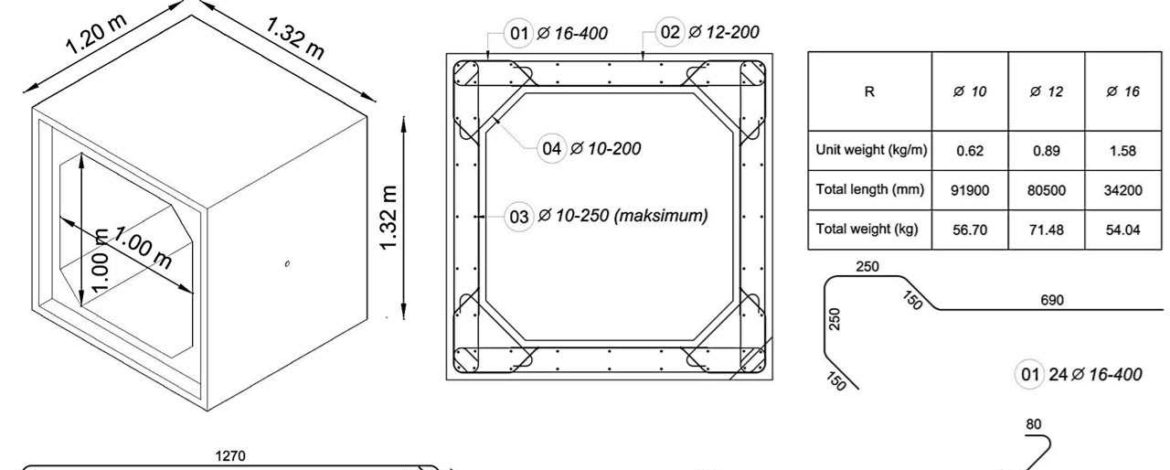 1.20 m
1.32 m
1.32 m
1.00 m
1.00 m
01 Ø 16-400
02 Ø 12-200
04 Ø 10-200
03 Ø 10-250 (maksimum)
R Ø 10 Ø 12 Ø 16
Unit weight (kg/m) 0.62 0.89 1.58
Total length (mm) 91900 80500 34200
Total weight (kg) 56.70 71.48 54.04
250
150
690
250
150
01 24 Ø 16-400
80
1270